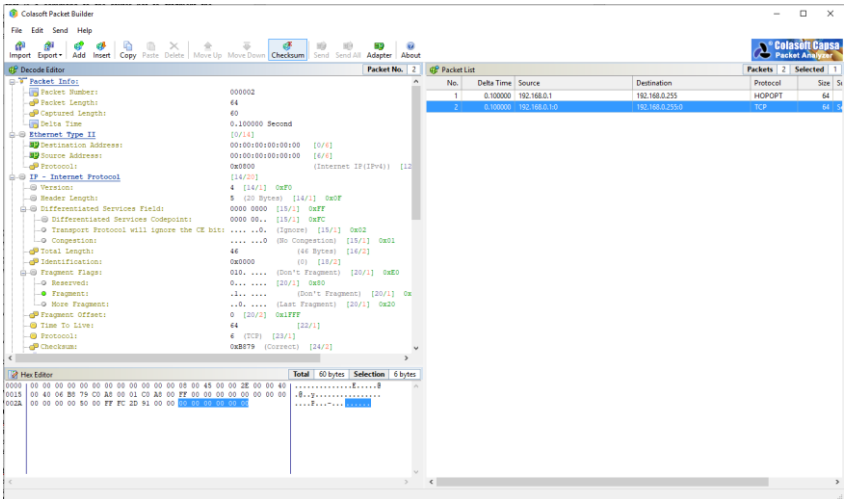 Colasoft Packet Builder
File Edit Send Help
Import Export Add Insert Copy Paste Delete Move Up Move Down Checksum Send Send All Adapter About
Colasoft Capsa
Packet Analyzer
Decode Editor Packet No. 2
Packet Info:
Packet Number: 000002
Packet Length: 64
Captured Length: 60
Delta Time 0.100000 Second
Ethernet Type II [0/14]
Destination Address: 00:00:00:00:00:00 [0/6]
Source Address: 00:00:00:00:00:00 [6/6]
Protocol: 0x0800 (Internet IP(IPv4)) [12
IP - Internet Protocol [14/20]
Version: 4 [14/1] 0xF0
Header Length: 5 (20 Bytes) [14/1] 0x0F
Differentiated Services Field: 0000 0000 [15/1] 0xFF
Differentiated Services Codepoint: 0000 00.. [15/1] 0xFC
Transport Protocol will ignore the CE bit: .... ..0. (Ignore) [15/1] 0x02
Congestion: .... ...0 (No Congestion) [15/1] 0x01
Total Length: 46 (46 Bytes) [16/2]
Identification 0x0000 (0) [18/2]
Fragment Flags: 010. .... (Don't Fragment) [20/1] 0xE0
Reserved: 0... .... [20/1] 0x80
Fragment: .1.. .... (Don't Fragment) [20/1] 0x
More Fragment: ..0. .... (Last Fragment) [20/1] 0x20
Fragment Offset: 0 [20/2] 0x1FFF
Time To Live: 64 [22/1]
Protocol: 6 (TCP) [23/1]
Checksum: 0xB879 (Correct) [24/2]
Packet List Packets 2 Selected 1
No. Delta Time Source Destination Protocol Size
1 0.100000 192.168.0.1 192.168.0.255 HOPOPT 64
2 0.100000 192.168.0.1:0 192.168.0.255:0 TCP 64
Hex Editor Total 60 bytes Selection 6 bytes
0000 00 00 00 00 00 00 00 00 00 00 00 00 08 00 45 00 00 2E 00 00 40 ..............E.....@
0015 00 40 06 B8 79 C0 A8 00 01 C0 A8 00 FF 00 00 00 00 00 00 00 00 .@..y................
002A 00 00 00 00 50 00 FF FC 2D 91 00 00 00 00 00 00 00 00 ....P...-.........